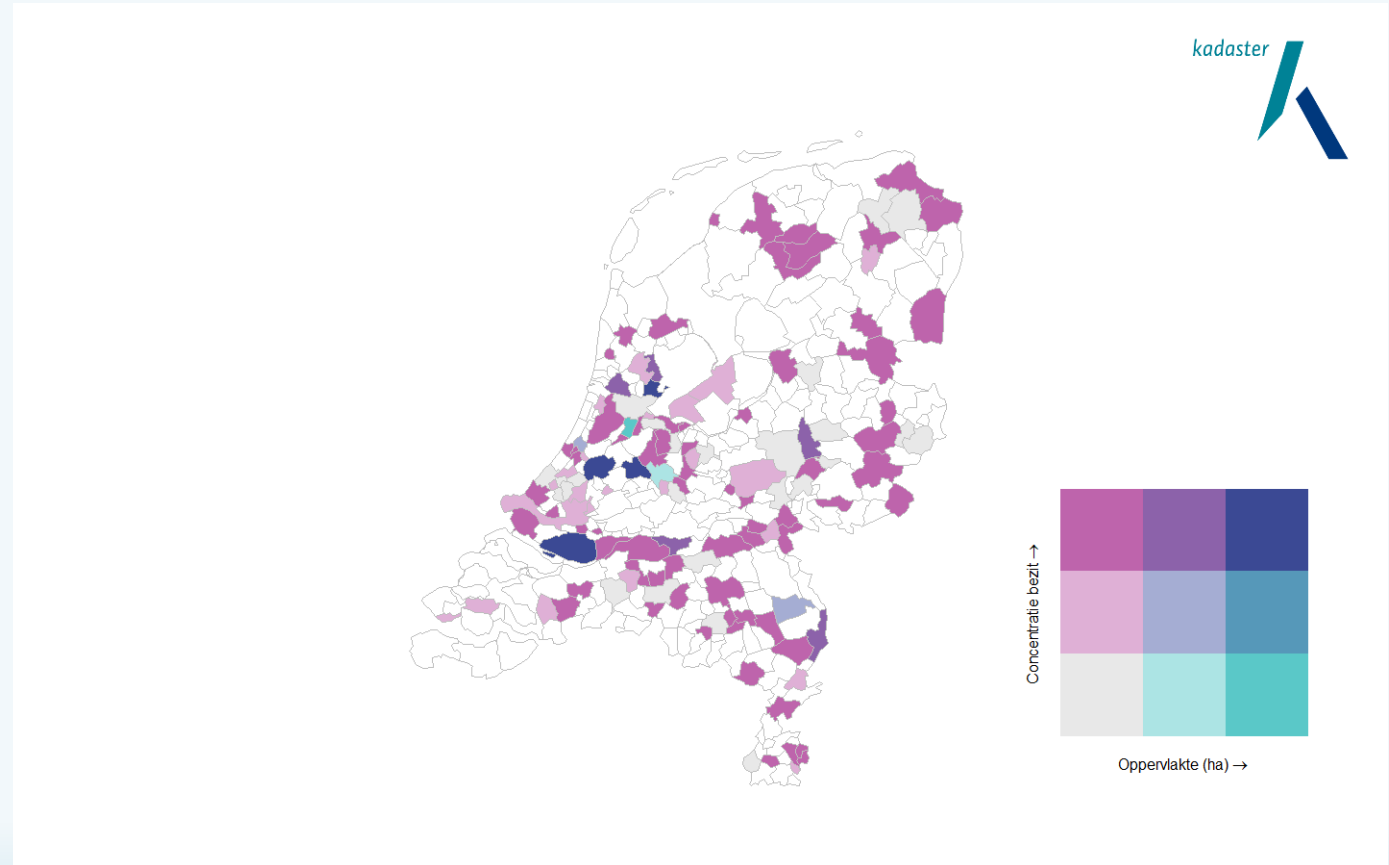 kadaster
Concentratie bezit →
Oppervlakte (ha) →